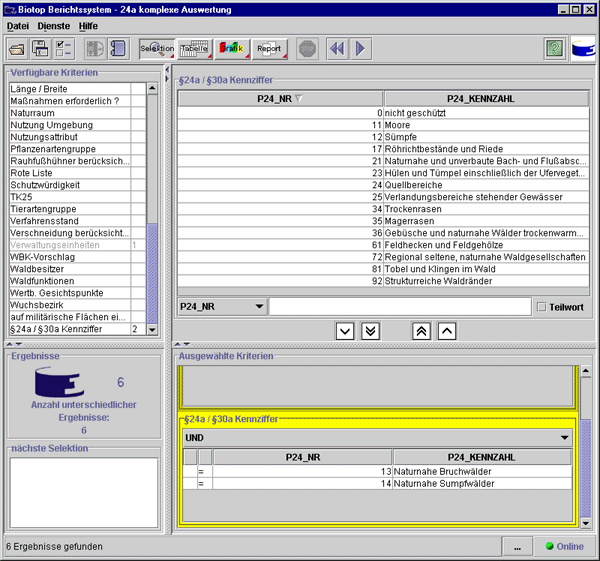 Biotop Berichtssystem - 24a komplexe Auswertung
Datei Dienste Hilfe
Selektion Tabelle Grafik Report
Verfügbare Kriterien
Länge / Breite
Maßnahmen erforderlich ?
Naturraum
Nutzung Umgebung
Nutzungsattribut
Pflanzenartengruppe
Rauhfußhühner berücksich...
Rote Liste
Schutzwürdigkeit
TK25
Tierartengruppe
Verfahrensstand
Verschneidung berücksicht...
Verwaltungseinheiten 1
WBK-Vorschlag
Waldbesitzer
Waldfunktionen
Wertb. Gesichtspunkte
Wuchsbezirk
auf militärische Flächen ei...
§24a / §30a Kennziffer 2
§24a / §30a Kennziffer
P24_NR P24_KENNZAHL
0 nicht geschützt
11 Moore
12 Sümpfe
17 Röhrichtbestände und Riede
21 Naturnahe und unverbaute Bach- und Flußabsc...
23 Hülen und Tümpel einschließlich der Ufervereget...
24 Quellbereiche
25 Verlandungsbereiche stehender Gewässer
34 Trockenrasen
35 Magerrasen
36 Gebüsche und naturnahe Wälder trockenwarm...
61 Feldhecken und Feldgehölze
72 Regional seltene, naturnahe Waldgesellschaften
81 Tobel und Klingen im Wald
92 Strukturreiche Waldränder
P24_NR Teilwort
Ergebnisse
6
Anzahl unterschiedlicher
Ergebnisse:
6
nächste Selektion
Ausgewählte Kriterien
§24a / §30a Kennziffer
UND
P24_NR P24_KENNZAHL
= 13 Naturnahe Bruchwälder
= 14 Naturnahe Sumpfwälder
6 Ergebnisse gefunden ... Online